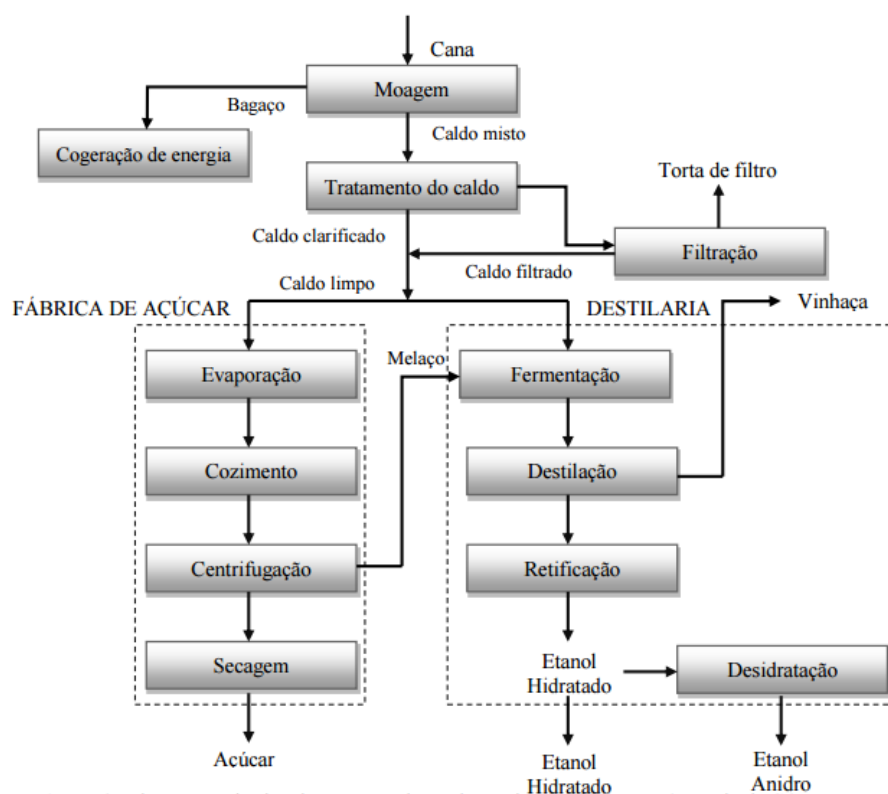 Cana
Moagem
Bagaço
Cogeração de energia
Caldo misto
Tratamento do caldo
Torta de filtro
Filtração
Caldo clarificado
Caldo filtrado
Caldo limpo
FÁBRICA DE AÇÚCAR
DESTILARIA
Vinhaça
Evaporação
Melaço
Fermentação
Cozimento
Destilação
Centrifugação
Retificação
Secagem
Etanol
Hidratado
Desidratação
Açúcar
Etanol
Hidratado
Etanol
Anidro